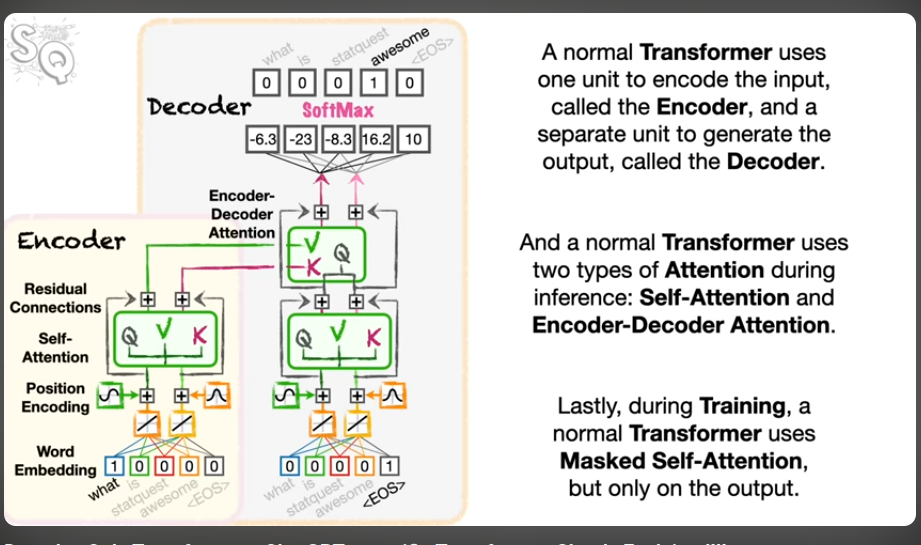 SQ
what is statquest awesome <EOS>
0 0 0 1 0
Decoder
SoftMax
-6.3 -23 -8.3 16.2 10
Encoder-
Decoder
Attention
V
K
Q
Encoder
Residual
Connections
Self-
Attention
Q V K
Q V K
Position
Encoding
Word
Embedding
1 0 0 0 0
what is statquest awesome <EOS>
0 0 0 0 1
what is statquest awesome <EOS>
A normal Transformer uses
one unit to encode the input,
called the Encoder, and a
separate unit to generate the
output, called the Decoder.
And a normal Transformer uses
two types of Attention during
inference: Self-Attention and
Encoder-Decoder Attention.
Lastly, during Training, a
normal Transformer uses
Masked Self-Attention,
but only on the output.